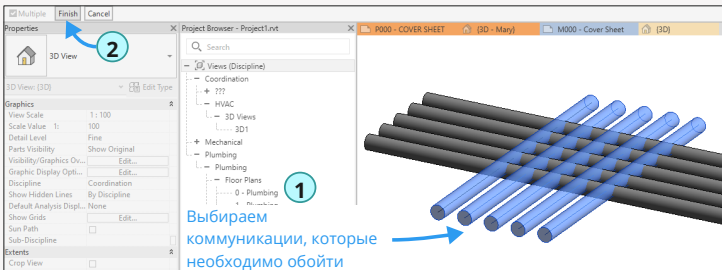 Multiple Finish Cancel
Properties
2
3D View
3D View: {3D} Edit Type
Graphics
View Scale 1 : 100
Scale Value 1: 100
Detail Level Fine
Parts Visibility Show Original
Visibility/Graphics Ov... Edit...
Graphic Display Opti... Edit...
Discipline Coordination
Show Hidden Lines By Discipline
Default Analysis Displ... None
Show Grids Edit...
Sun Path
Sub-Discipline
Extents
Crop View
Project Browser - Project1.rvt
Search
Views (Discipline)
Coordination
???
HVAC
3D Views
3D1
Mechanical
Plumbing
Plumbing
Floor Plans
0 - Plumbing
1 - Plumbing
1
Выбираем
коммуникации, которые
необходимо обойти
P000 - COVER SHEET {3D - Mary} M000 - Cover Sheet {3D}